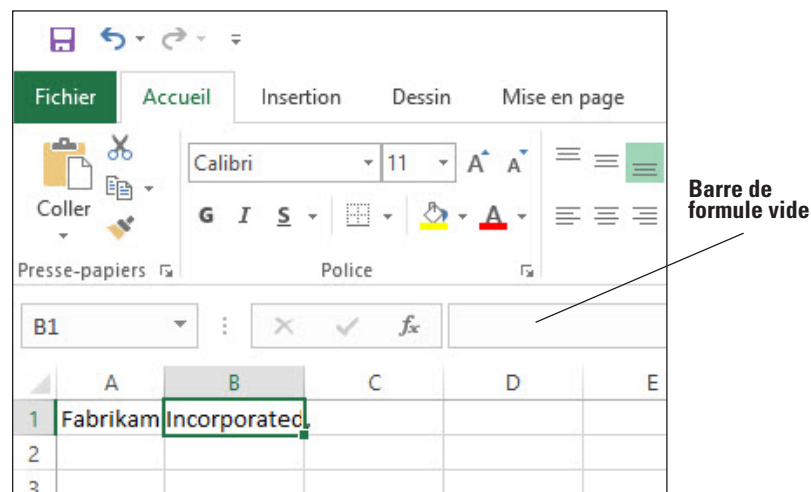 Fichier Accueil Insertion Dessin Mise en page
Calibri 11 A A
Coller
G I S A
Presse-papiers Police
Barre de
formule vide
B1 fx
A B C D E
1 Fabrikam Incorporated,
2
3